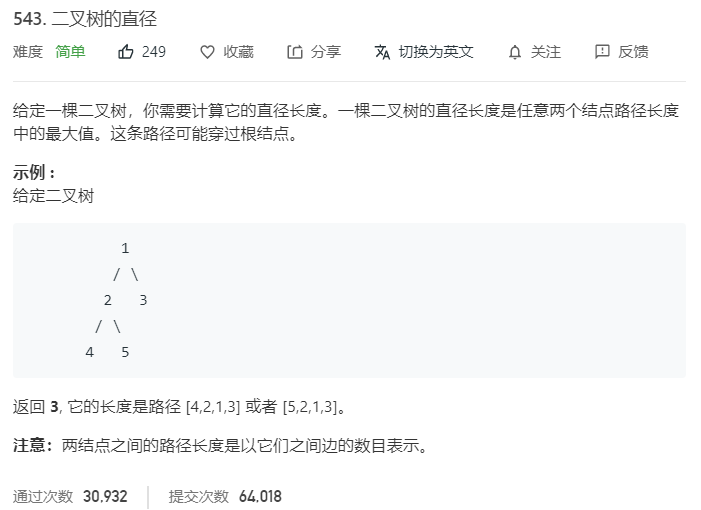 543. 二叉树的直径
难度 简单 249 收藏 分享 切换为英文 关注 反馈
给定一棵二叉树，你需要计算它的直径长度。一棵二叉树的直径长度是任意两个结点路径长度
中的最大值。这条路径可能穿过根结点。
示例 :
给定二叉树
1
/ \
2 3
/ \
4 5
返回 3, 它的长度是路径 [4,2,1,3] 或者 [5,2,1,3]。
注意：两结点之间的路径长度是以它们之间边的数目表示。
通过次数 30,932 提交次数 64,018